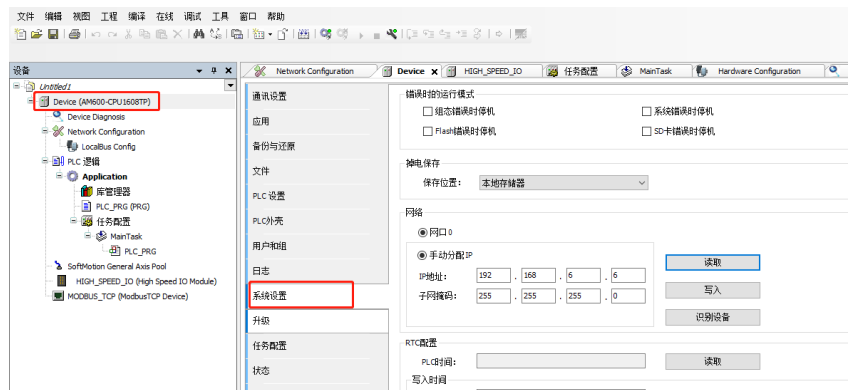 文件 编辑 视图 工程 编译 在线 调试 工具 窗口 帮助
设备
Untitled1
Device (AM600-CPU1608TP)
Device Diagnosis
Network Configuration
LocalBus Config
PLC 逻辑
Application
库管理器
PLC_PRG (PRG)
任务配置
MainTask
PLC_PRG
SoftMotion General Axis Pool
HIGH_SPEED_IO (High Speed IO Module)
MODBUS_TCP (ModbusTCP Device)
Network Configuration Device HIGH_SPEED_IO 任务配置 MainTask Hardware Configuration
通讯设置
应用
备份与还原
文件
PLC 设置
PLC外壳
用户和组
日志
系统设置
升级
任务配置
状态
错误时的运行模式
组态错误时停机 系统错误时停机
Flash错误时停机 SD卡错误时停机
掉电保存
保存位置： 本地存储器
网络
网口 0
手动分配IP
IP地址： 192 . 168 . 6 . 6
子网掩码： 255 . 255 . 255 . 0
读取
写入
识别设备
RTC配置
PLC时间： 读取
写入时间